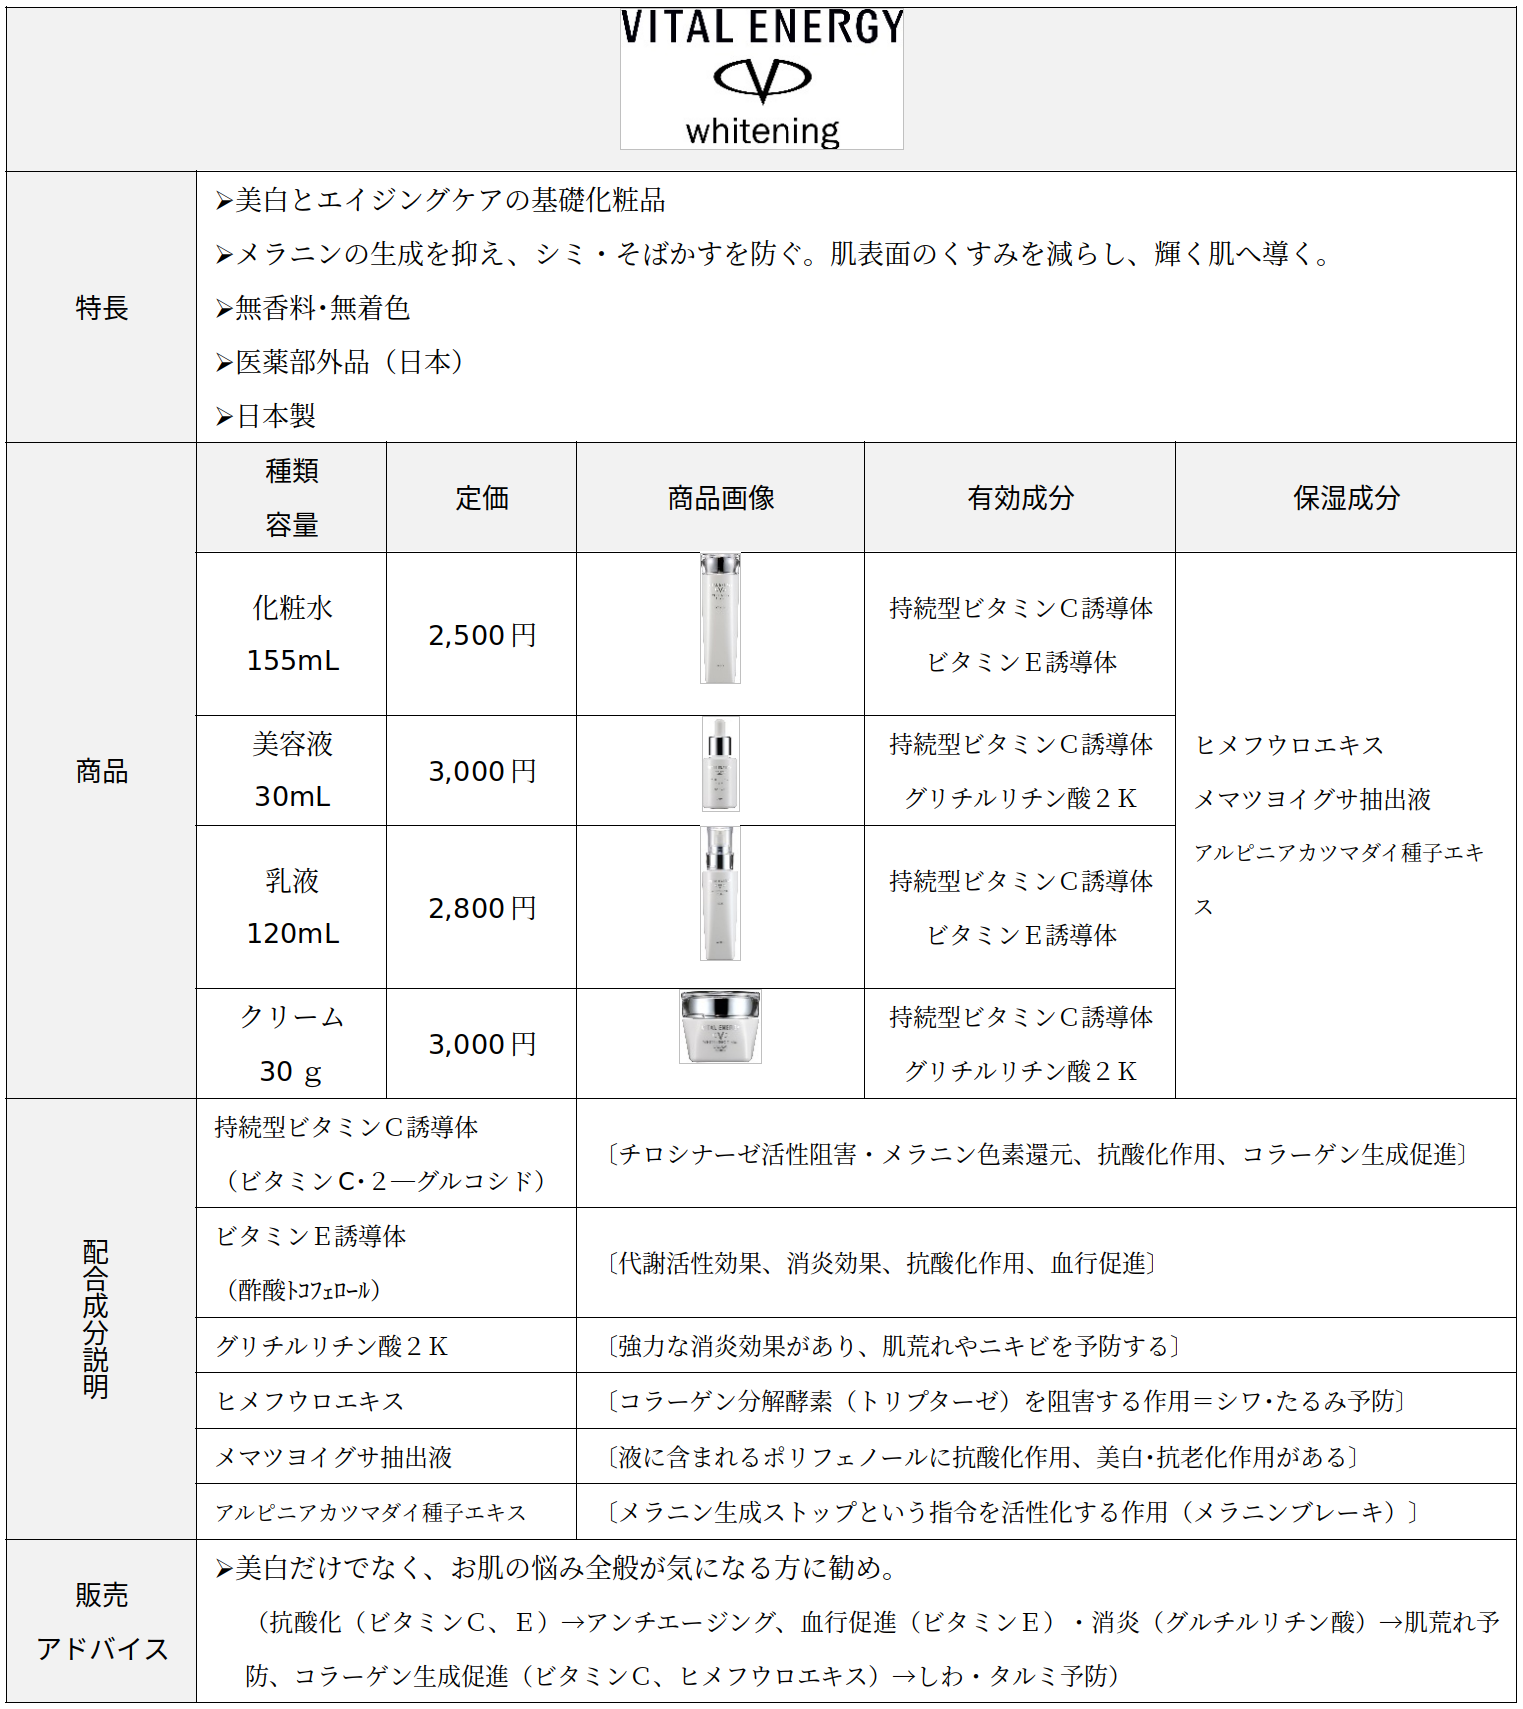 VITAL ENERGY
whitening
特長
➢美白とエイジングケアの基礎化粧品
➢メラニンの生成を抑え、シミ・そばかすを防ぐ。肌表面のくすみを減らし、輝く肌へ導く。
➢無香料･無着色
➢医薬部外品（日本）
➢日本製
商品
種類
容量
定価
商品画像
有効成分
保湿成分
化粧水
155mL
2,500円
持続型ビタミンＣ誘導体
ビタミンＥ誘導体
美容液
30mL
3,000円
持続型ビタミンＣ誘導体
グリチルリチン酸２Ｋ
乳液
120mL
2,800円
持続型ビタミンＣ誘導体
ビタミンＥ誘導体
クリーム
30ｇ
3,000円
VITAL ENERGY
持続型ビタミンＣ誘導体
グリチルリチン酸２Ｋ
ヒメフウロエキス
メマツヨイグサ抽出液
アルピニアカツマダイ種子エキ
ス
配合成分説明
持続型ビタミンＣ誘導体
（ビタミンC･２―グルコシド）
〔チロシナーゼ活性阻害・メラニン色素還元、抗酸化作用、コラーゲン生成促進〕
ビタミンＥ誘導体
（酢酸ﾄｺﾌｪﾛｰﾙ）
〔代謝活性効果、消炎効果、抗酸化作用、血行促進〕
グリチルリチン酸２Ｋ
〔強力な消炎効果があり、肌荒れやニキビを予防する〕
ヒメフウロエキス
〔コラーゲン分解酵素（トリプターゼ）を阻害する作用＝シワ･たるみ予防〕
メマツヨイグサ抽出液
〔液に含まれるポリフェノールに抗酸化作用、美白･抗老化作用がある〕
アルピニアカツマダイ種子エキス
〔メラニン生成ストップという指令を活性化する作用（メラニンブレーキ）〕
販売
アドバイス
➢美白だけでなく、お肌の悩み全般が気になる方に勧め。
（抗酸化（ビタミンＣ、Ｅ）→アンチエージング、血行促進（ビタミンＥ）・消炎（グルチルリチン酸）→肌荒れ予
防、コラーゲン生成促進（ビタミンＣ、ヒメフウロエキス）→しわ・タルミ予防）